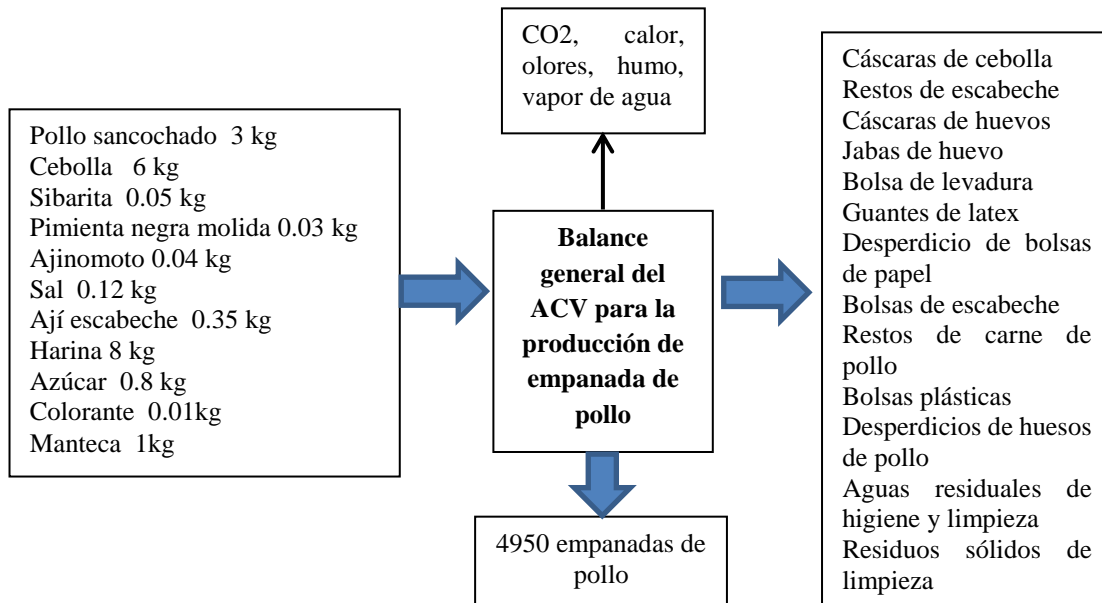 CO2, calor,
olores, humo,
vapor de agua
Pollo sancochado 3 kg
Cebolla 6 kg
Sibarita 0.05 kg
Pimienta negra molida 0.03 kg
Ajinomoto 0.04 kg
Sal 0.12 kg
Ají escabeche 0.35 kg
Harina 8 kg
Azúcar 0.8 kg
Colorante 0.01kg
Manteca 1kg
Balance
general del
ACV para la
producción de
empanada de
pollo
4950 empanadas de
pollo
Cáscaras de cebolla
Restos de escabeche
Cáscaras de huevos
Jabas de huevo
Bolsa de levadura
Guantes de latex
Desperdicio de bolsas
de papel
Bolsas de escabeche
Restos de carne de
pollo
Bolsas plásticas
Desperdicios de huesos
de pollo
Aguas residuales de
higiene y limpieza
Residuos sólidos de
limpieza